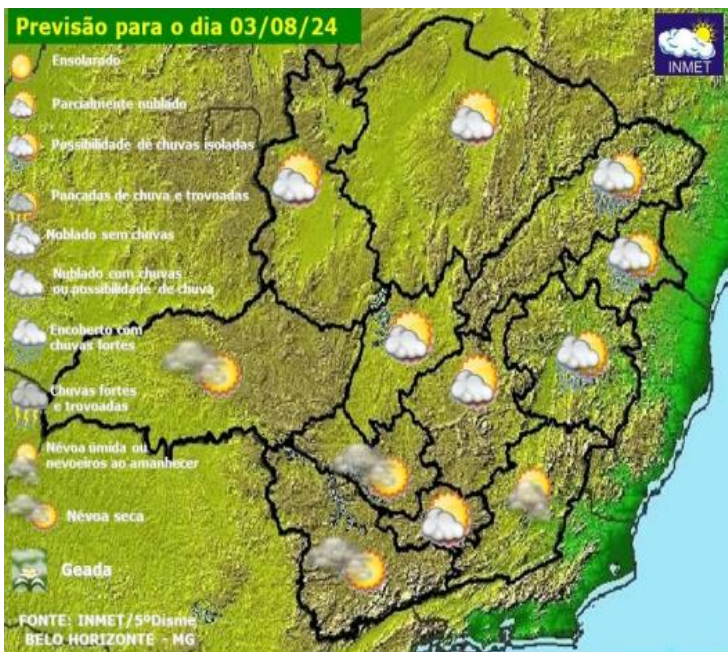 Previsão para o dia 03/08/24
INMET
Ensolarado
Parcialmente nublado
Possibilidade de chuvas isoladas
Pancadas de chuva e trovoadas
Noblado sem chuvas
Nublado com chuvas
ou possibilidade de chuva
Encoberto com
chuvas fortes
Chuvas fortes
e trovoadas
Névoa úmida ou
nevoeiros ao amanhecer
Névoa seca
Geada
FONTE: INMET/5ºDisme
BELO HORIZONTE - MG